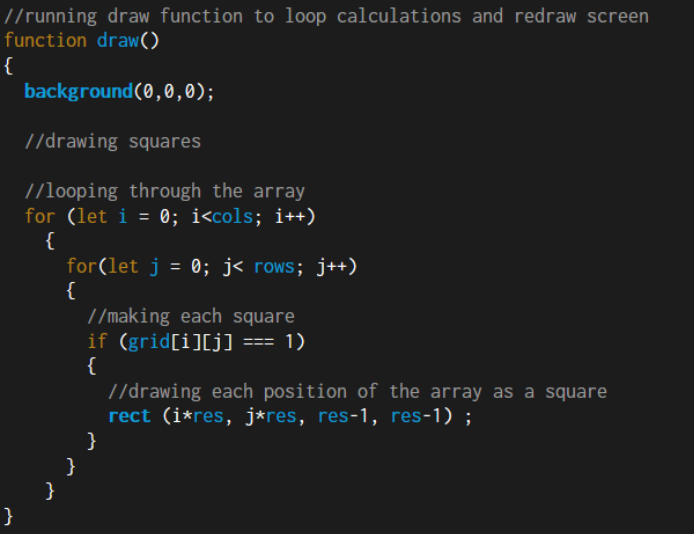 //running draw function to loop calculations and redraw screen
function draw()
{
  background(0,0,0);

  //drawing squares

  //looping through the array
  for (let i = 0; i<cols; i++)
    {
      for(let j = 0; j< rows; j++)
      {
        //making each square
        if (grid[i][j] === 1)
        {
          //drawing each position of the array as a square
          rect (i*res, j*res, res-1, res-1) ;
        }
      }
    }
}